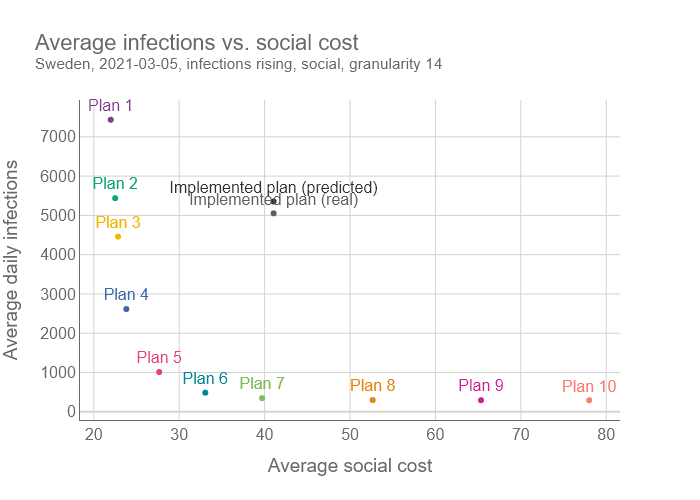 Average infections vs. social cost
Sweden, 2021-03-05, infections rising, social, granularity 14
Plan 1
7000
6000
Plan 2
Implemented plan (predicted)
Implemented plan (real)
5000
Plan 3
4000
3000
Plan 4
2000
Plan 5
1000
Plan 6
Plan 7
Plan 8
Plan 9
Plan 10
0
20 30 40 50 60 70 80
Average social cost
Average daily infections